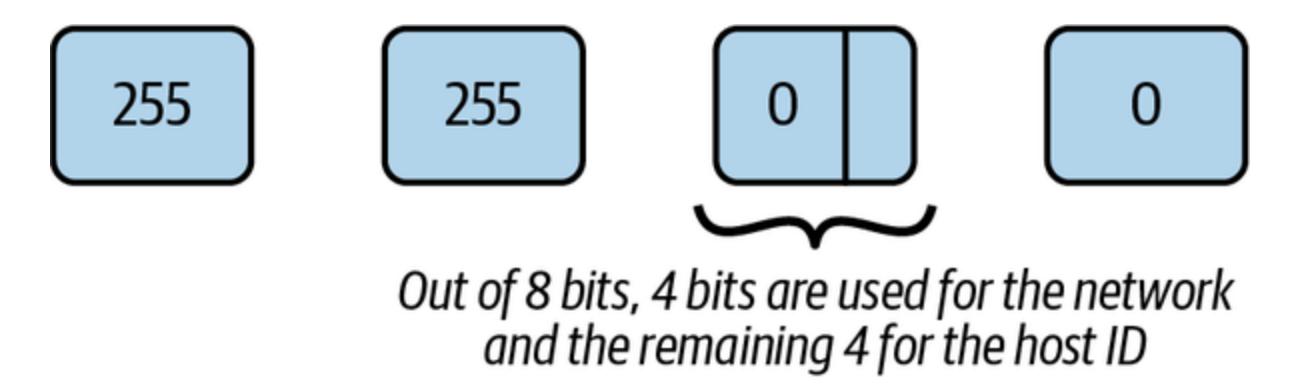 255 255 0 0
Out of 8 bits, 4 bits are used for the network
and the remaining 4 for the host ID